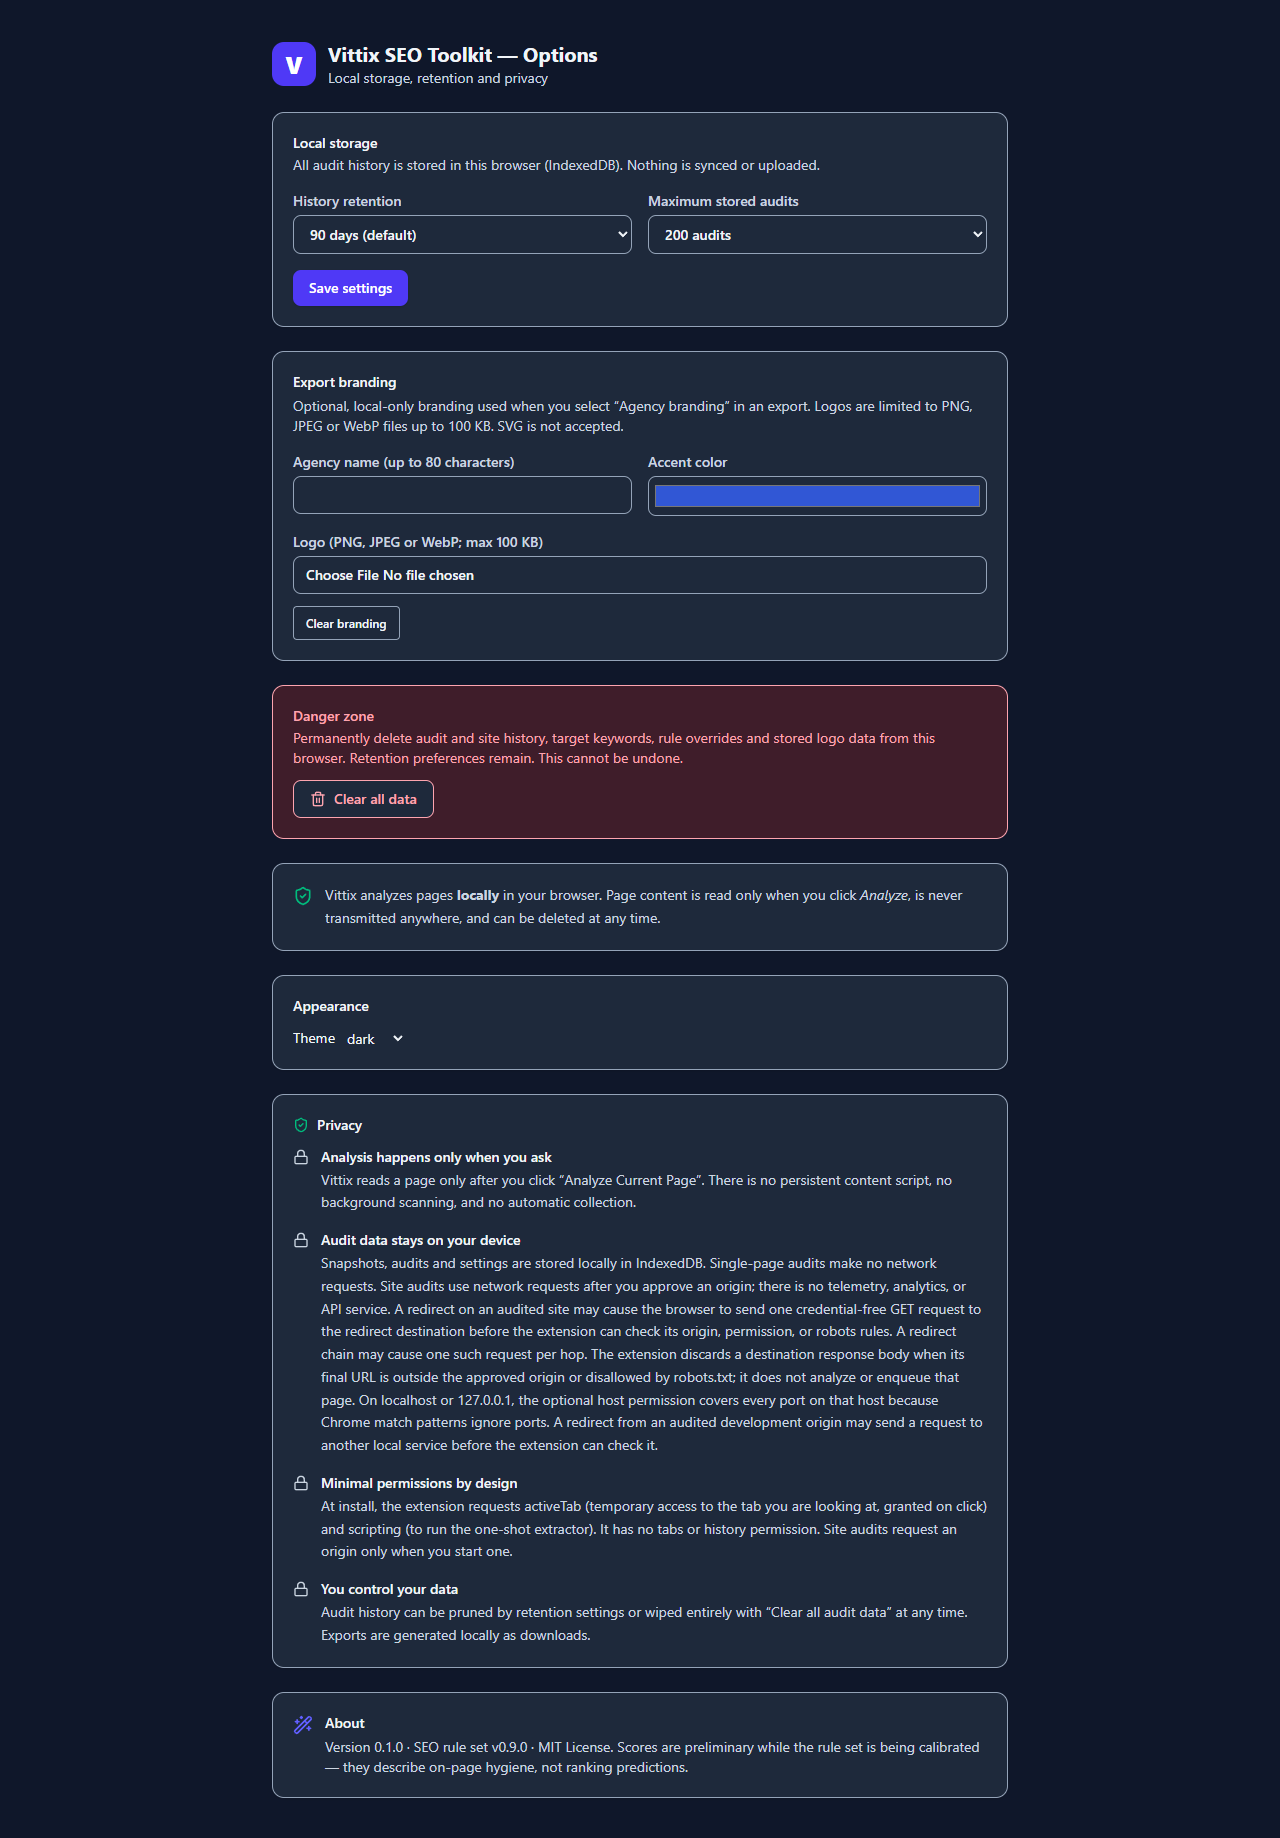 V
Vittix SEO Toolkit — Options
Local storage, retention and privacy
Local storage
All audit history is stored in this browser (IndexedDB). Nothing is synced or uploaded.
History retention
Maximum stored audits
90 days (default)
200 audits
Save settings
Export branding
Optional, local-only branding used when you select “Agency branding” in an export. Logos are limited to PNG,
JPEG or WebP files up to 100 KB. SVG is not accepted.
Agency name (up to 80 characters)
Accent color
Logo (PNG, JPEG or WebP; max 100 KB)
Choose File No file chosen
Clear branding
Danger zone
Permanently delete audit and site history, target keywords, rule overrides and stored logo data from this
browser. Retention preferences remain. This cannot be undone.
Clear all data
Vittix analyzes pages locally in your browser. Page content is read only when you click Analyze, is never
transmitted anywhere, and can be deleted at any time.
Appearance
Theme dark
Privacy
Analysis happens only when you ask
Vittix reads a page only after you click “Analyze Current Page”. There is no persistent content script, no
background scanning, and no automatic collection.
Audit data stays on your device
Snapshots, audits and settings are stored locally in IndexedDB. Single-page audits make no network
requests. Site audits use network requests after you approve an origin; there is no telemetry, analytics, or
API service. A redirect on an audited site may cause the browser to send one credential-free GET request to
the redirect destination before the extension can check its origin, permission, or robots rules. A redirect
chain may cause one such request per hop. The extension discards a destination response body when its
final URL is outside the approved origin or disallowed by robots.txt; it does not analyze or enqueue that
page. On localhost or 127.0.0.1, the optional host permission covers every port on that host because
Chrome match patterns ignore ports. A redirect from an audited development origin may send a request to
another local service before the extension can check it.
Minimal permissions by design
At install, the extension requests activeTab (temporary access to the tab you are looking at, granted on click)
and scripting (to run the one-shot extractor). It has no tabs or history permission. Site audits request an
origin only when you start one.
You control your data
Audit history can be pruned by retention settings or wiped entirely with “Clear all audit data” at any time.
Exports are generated locally as downloads.
About
Version 0.1.0 · SEO rule set v0.9.0 · MIT License. Scores are preliminary while the rule set is being calibrated
— they describe on-page hygiene, not ranking predictions.